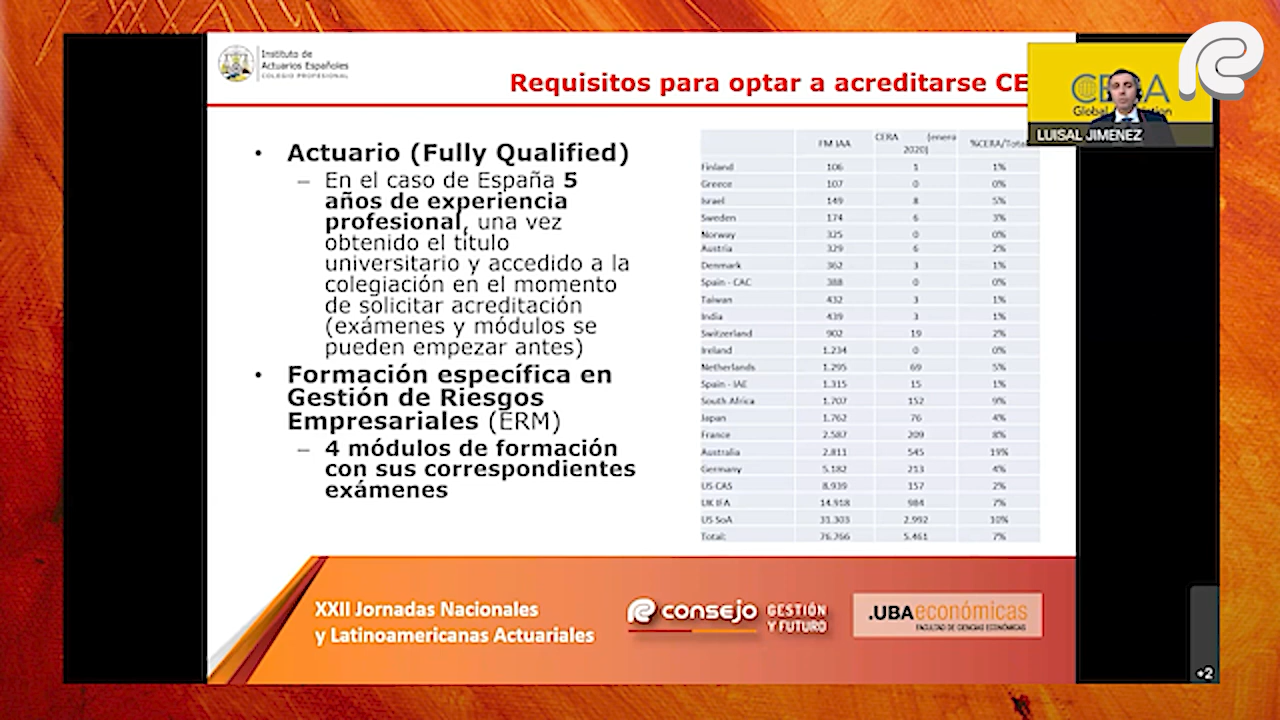 Instituto de
Actuarios Españoles
COLEGIO PROFESIONAL
Requisitos para optar a acreditarse CE
CERA
Global
LUISAL JIMENEZ
• Actuario (Fully Qualified)
– En el caso de España 5
años de experiencia
profesional, una vez
obtenido el título
universitario y accedido a la
colegiación en el momento
de solicitar acreditación
(exámenes y módulos se
pueden empezar antes)
• Formación específica en
Gestión de Riesgos
Empresariales (ERM)
– 4 módulos de formación
con sus correspondientes
exámenes
FM IAA CERA (enero 2020) %CERA/Total
Finland 106 1 1%
Greece 107 0 0%
Israel 149 8 5%
Sweden 174 6 3%
Norway 325 0 0%
Austria 329 6 2%
Denmark 362 3 1%
Spain - CAC 388 0 0%
Taiwan 432 3 1%
India 439 3 1%
Switzerland 902 19 2%
Ireland 1.234 0 0%
Netherlands 1.295 69 5%
Spain - IAE 1.315 15 1%
South Africa 1.707 152 9%
Japan 1.762 76 4%
France 2.587 209 8%
Australia 2.811 545 19%
Germany 5.182 213 4%
US CAS 8.939 157 2%
UK IFA 14.918 984 7%
US SoA 31.303 2.992 10%
Total: 76.766 5.461 7%
XXII Jornadas Nacionales
y Latinoamericanas Actuariales
consejo GESTIÓN
Y FUTURO
.UBAeconómicas
FACULTAD DE CIENCIAS ECONÓMICAS
+2